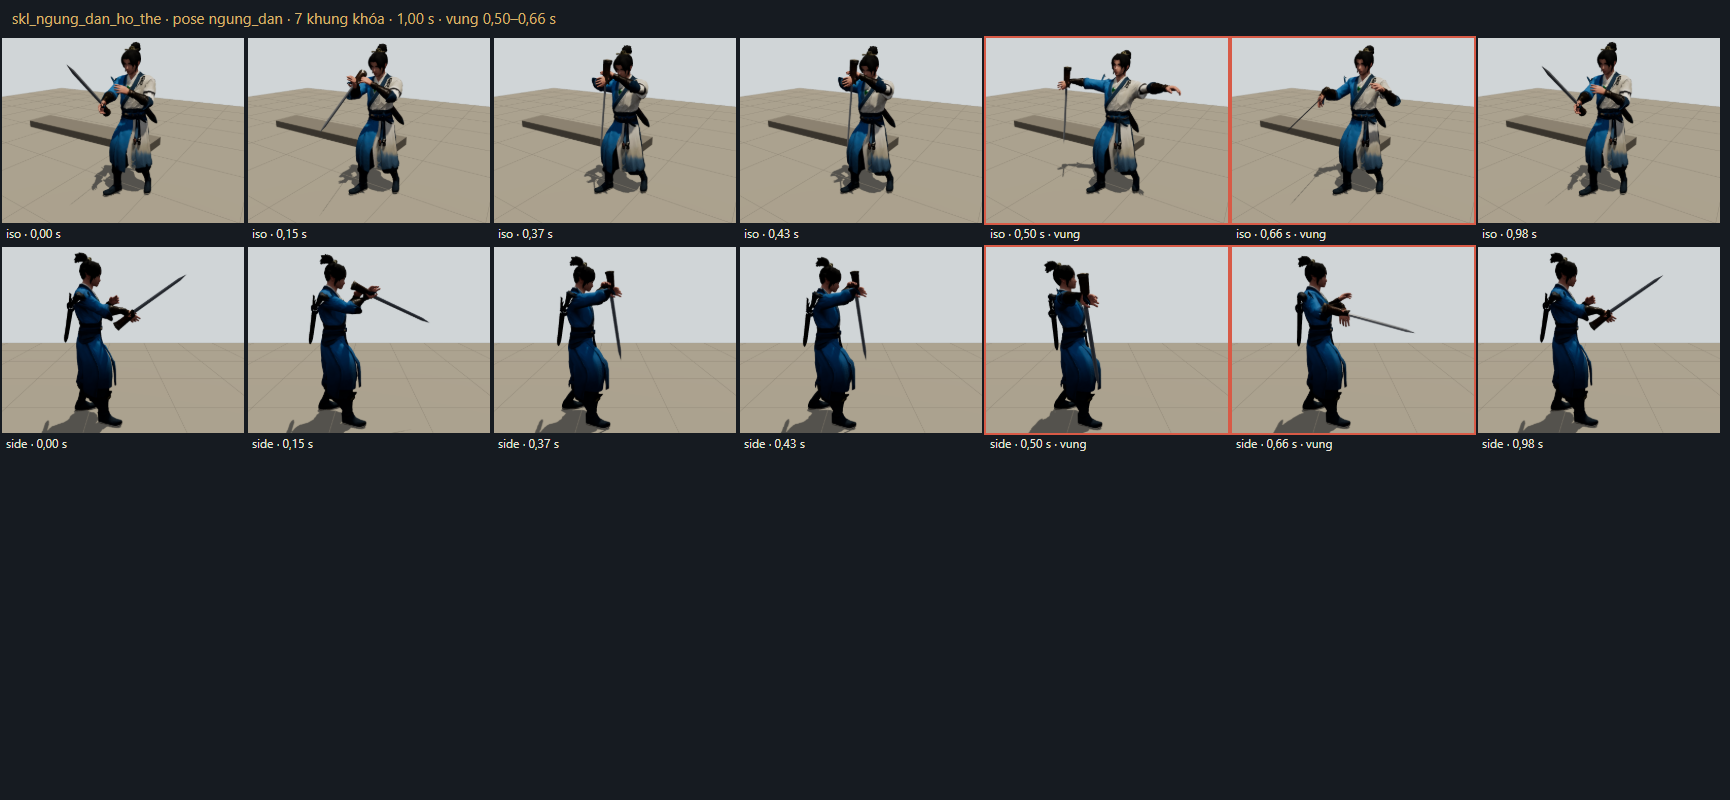 skl_ngung_dan_ho_the · pose ngung_dan · 7 khung khóa · 1,00 s · vung 0,50–0,66 s
iso · 0,00 s
iso · 0,15 s
iso · 0,37 s
iso · 0,43 s
iso · 0,50 s · vung
iso · 0,66 s · vung
iso · 0,98 s
side · 0,00 s
side · 0,15 s
side · 0,37 s
side · 0,43 s
side · 0,50 s · vung
side · 0,66 s · vung
side · 0,98 s